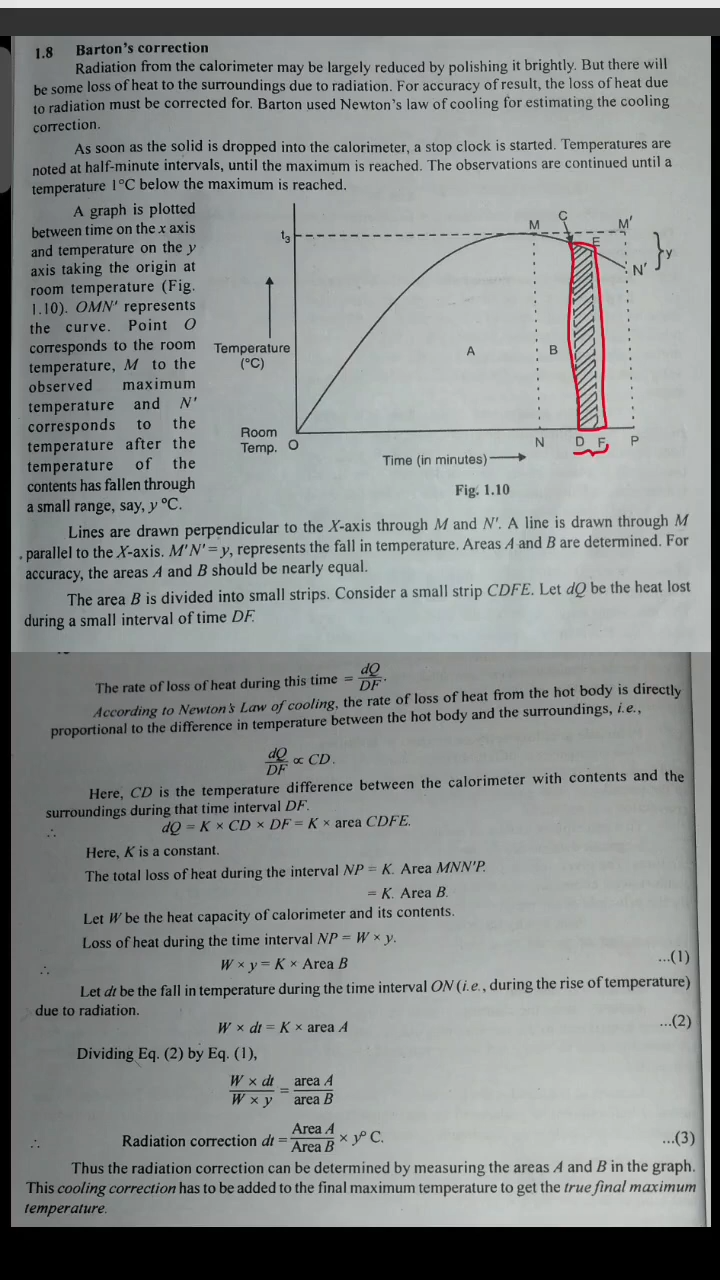 1.8 Barton's correction
Radiation from the calorimeter may be largely reduced by polishing it brightly. But there will
be some loss of heat to the surroundings due to radiation. For accuracy of result, the loss of heat due
to radiation must be corrected for. Barton used Newton's law of cooling for estimating the cooling
correction.
As soon as the solid is dropped into the calorimeter, a stop clock is started. Temperatures are
noted at half-minute intervals, until the maximum is reached. The observations are continued until a
temperature 1°C below the maximum is reached.
A graph is plotted
between time on the x axis
and temperature on the y
axis taking the origin at
room temperature (Fig.
1.10). OMN' represents
the curve. Point O
corresponds to the room
temperature, M to the
observed maximum
temperature and N'
corresponds to the
temperature after the
temperature of the
contents has fallen through
a small range, say, y °C.
t3
M
C
E
M'
N'
y
Temperature
(°C)
A
B
Room
Temp.
O
N
D
F
P
Time (in minutes)
Fig. 1.10
Lines are drawn perpendicular to the X-axis through M and N'. A line is drawn through M
parallel to the X-axis. M'N' = y, represents the fall in temperature. Areas A and B are determined. For
accuracy, the areas A and B should be nearly equal.
The area B is divided into small strips. Consider a small strip CDFE. Let dQ be the heat lost
during a small interval of time DF.
The rate of loss of heat during this time = dQ/DF.
According to Newton's Law of cooling, the rate of loss of heat from the hot body is directly
proportional to the difference in temperature between the hot body and the surroundings, i.e.,
dQ/DF ∝ CD.
Here, CD is the temperature difference between the calorimeter with contents and the
surroundings during that time interval DF.
∴ dQ = K × CD × DF = K × area CDFE.
Here, K is a constant.
The total loss of heat during the interval NP = K. Area MNN'P.
= K. Area B.
Let W be the heat capacity of calorimeter and its contents.
Loss of heat during the time interval NP = W × y.
∴ W × y = K × Area B ...(1)
Let dt be the fall in temperature during the time interval ON (i.e., during the rise of temperature)
due to radiation.
W × dt = K × area A ...(2)
Dividing Eq. (2) by Eq. (1),
W × dt / W × y = area A / area B
∴ Radiation correction dt = Area A / Area B × y° C. ...(3)
Thus the radiation correction can be determined by measuring the areas A and B in the graph.
This cooling correction has to be added to the final maximum temperature to get the true final maximum
temperature.